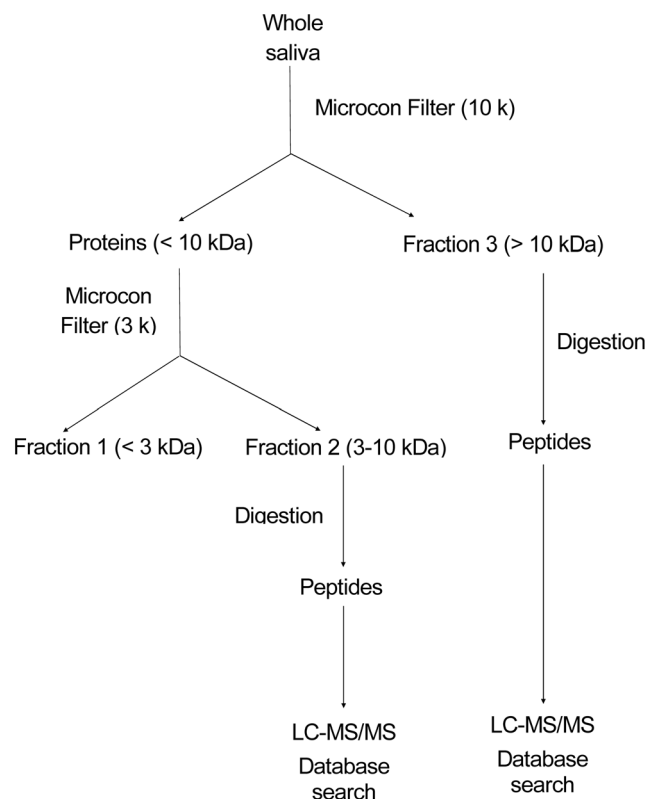 Whole
saliva
Microcon Filter (10 k)
Proteins (< 10 kDa)
Fraction 3 (> 10 kDa)
Microcon
Filter (3 k)
Digestion
Fraction 1 (< 3 kDa)
Fraction 2 (3-10 kDa)
Peptides
Digestion
Peptides
LC-MS/MS
Database
search
LC-MS/MS
Database
search